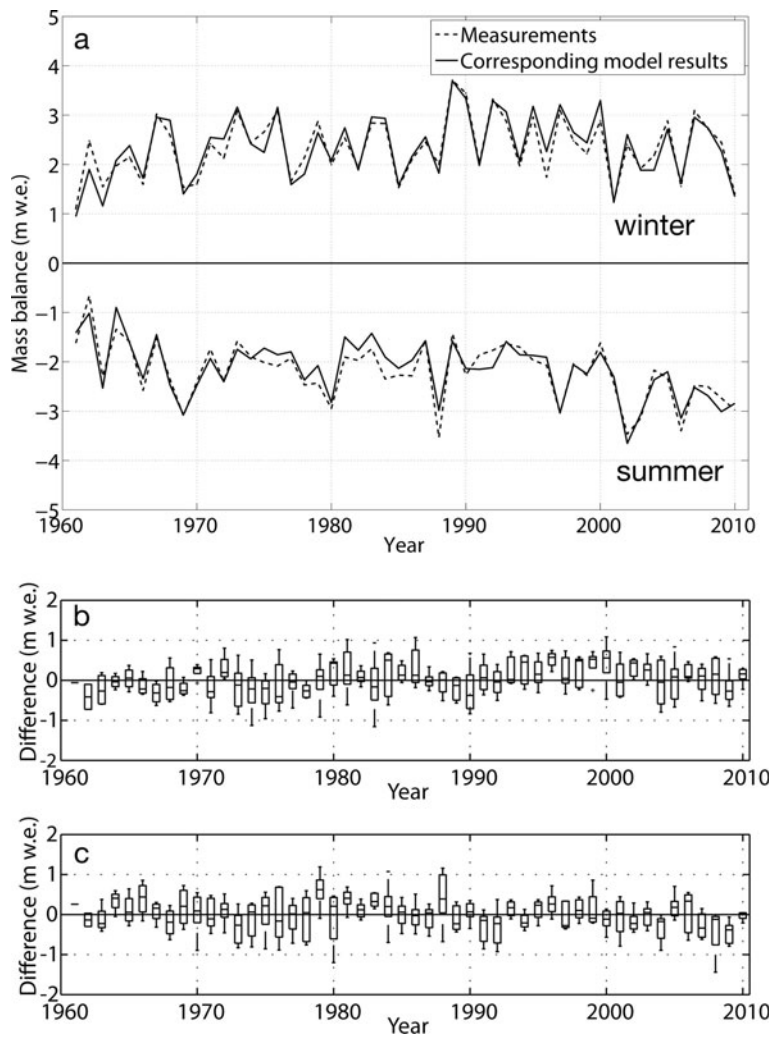 5
a
Measurements
Corresponding model results
4
3
2
1
winter
0
−1
−2
−3
−4
summer
−5
1960 1970 1980 1990 2000 2010
Year
Mass balance (m w.e.)
2
b
1
0
-1
-2
1960 1970 1980 1990 2000 2010
Year
Difference (m w.e.)
2
c
1
0
-1
-2
1960 1970 1980 1990 2000 2010
Year
Difference (m w.e.)